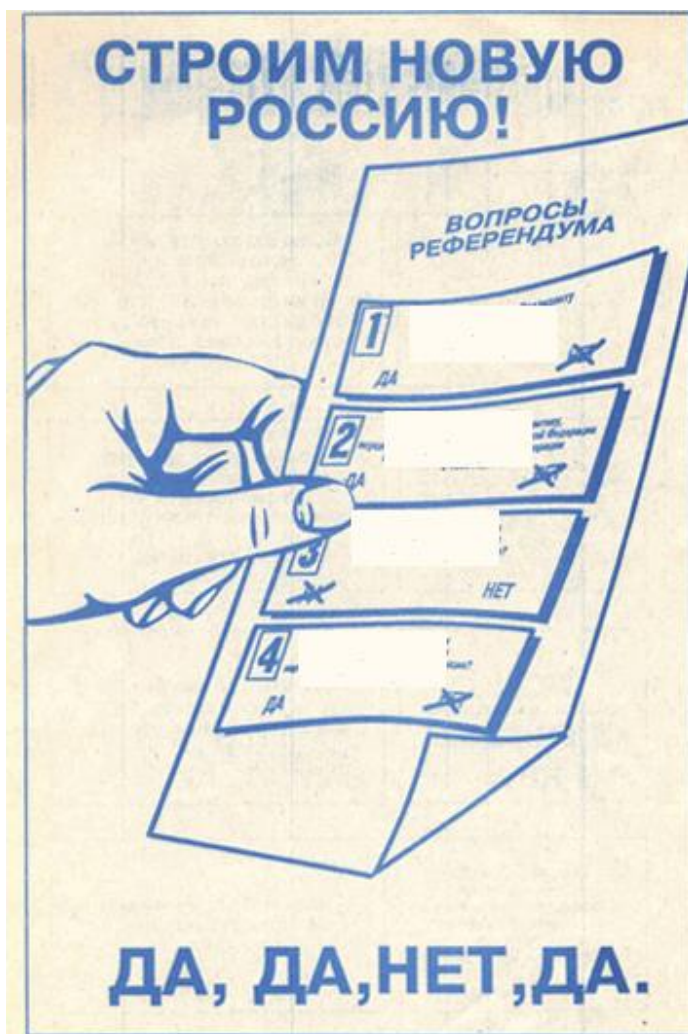 СТРОИМ НОВУЮ
РОССИЮ!
ВОПРОСЫ
РЕФЕРЕНДУМА
1
ДА
2
ДА
3
НЕТ
4
ДА
ДА, ДА,НЕТ,ДА.